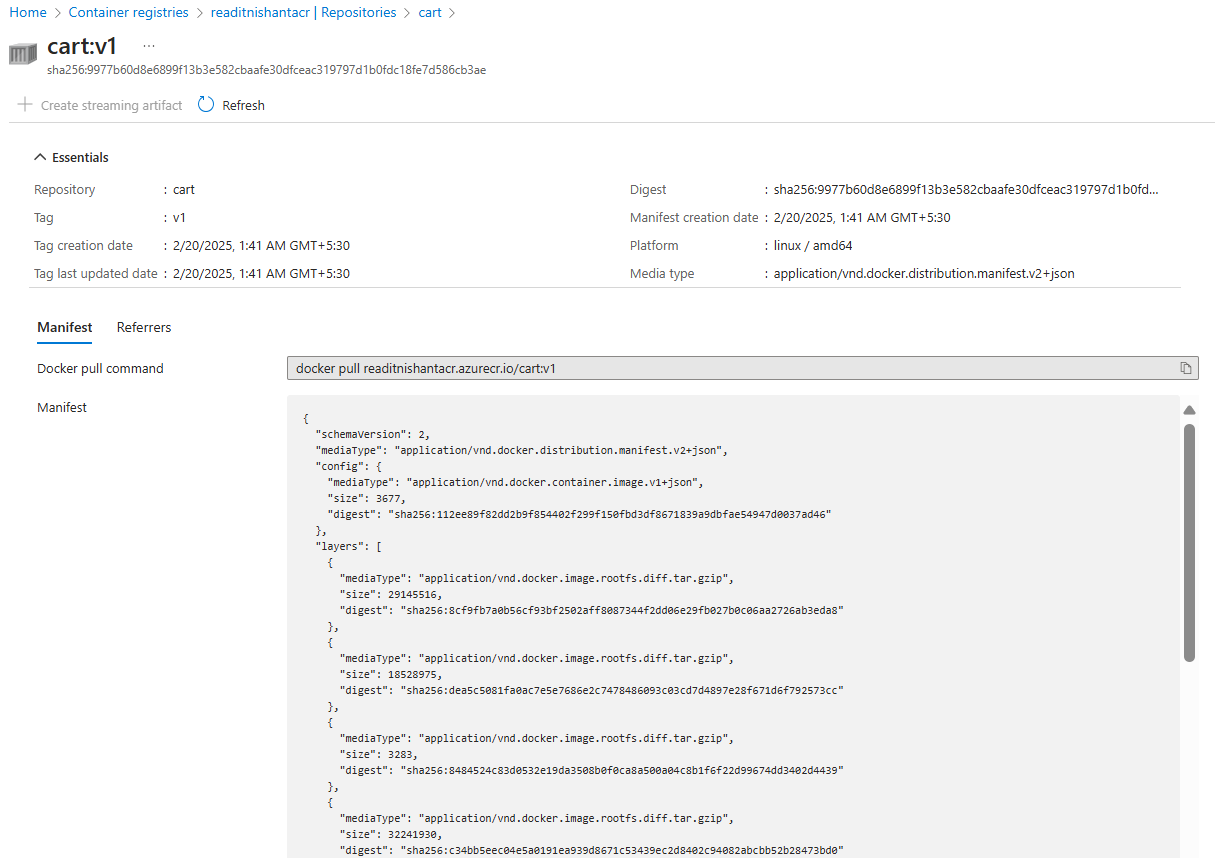 Home > Container registries > readitnishantacr | Repositories > cart >
cart:v1 ...
sha256:9977b60d8e6899f13b3e582cbaafe30dfceac319797d1b0fdc18fe7d586cb3ae
Create streaming artifact Refresh
Essentials
Repository : cart Digest : sha256:9977b60d8e6899f13b3e582cbaafe30dfceac319797d1b0fd...
Tag : v1 Manifest creation date : 2/20/2025, 1:41 AM GMT+5:30
Tag creation date : 2/20/2025, 1:41 AM GMT+5:30 Platform : linux / amd64
Tag last updated date : 2/20/2025, 1:41 AM GMT+5:30 Media type : application/vnd.docker.distribution.manifest.v2+json
Manifest Referrers
Docker pull command docker pull readitnishantacr.azurecr.io/cart:v1
Manifest
{
"schemaVersion": 2,
"mediaType": "application/vnd.docker.distribution.manifest.v2+json",
"config": {
"mediaType": "application/vnd.docker.container.image.v1+json",
"size": 3677,
"digest": "sha256:112ee89f82dd2b9f854402f299f150fbd3df8671839a9dbfae54947d0037ad46"
},
"layers": [
{
"mediaType": "application/vnd.docker.image.rootfs.diff.tar.gzip",
"size": 29145516,
"digest": "sha256:8cf9fb7a0b56cf93bf2502aff8087344f2dd06e29fb027b0c06aa2726ab3eda8"
},
{
"mediaType": "application/vnd.docker.image.rootfs.diff.tar.gzip",
"size": 18528975,
"digest": "sha256:dea5c5081fa0ac7e5e7686e2c7478486093c03cd7d4897e28f671d6f792573cc"
},
{
"mediaType": "application/vnd.docker.image.rootfs.diff.tar.gzip",
"size": 3283,
"digest": "sha256:8484524c83d0532e19da3508b0f0ca8a500a04c8b1f6f22d99674dd3402d4439"
},
{
"mediaType": "application/vnd.docker.image.rootfs.diff.tar.gzip",
"size": 32241930,
"digest": "sha256:c34bb5eec04e5a0191ea939d8671c53439ec2d8402c94082abcbb52b28473bd0"